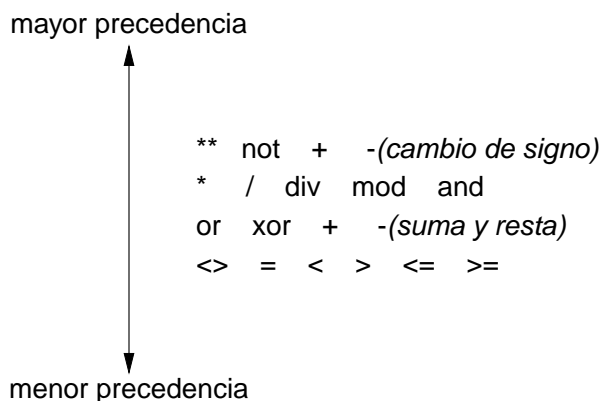 mayor precedencia
** not + -(cambio de signo)
* / div mod and
or xor + -(suma y resta)
<> = < > <= >=
menor precedencia